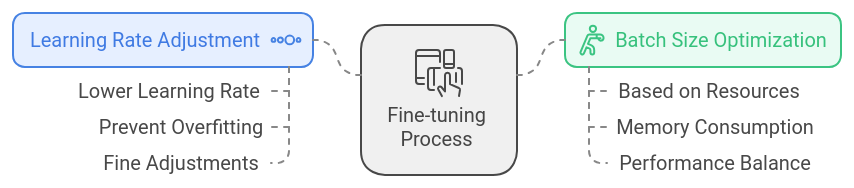 Learning Rate Adjustment
Lower Learning Rate
Prevent Overfitting
Fine Adjustments
Fine-tuning
Process
Batch Size Optimization
Based on Resources
Memory Consumption
Performance Balance